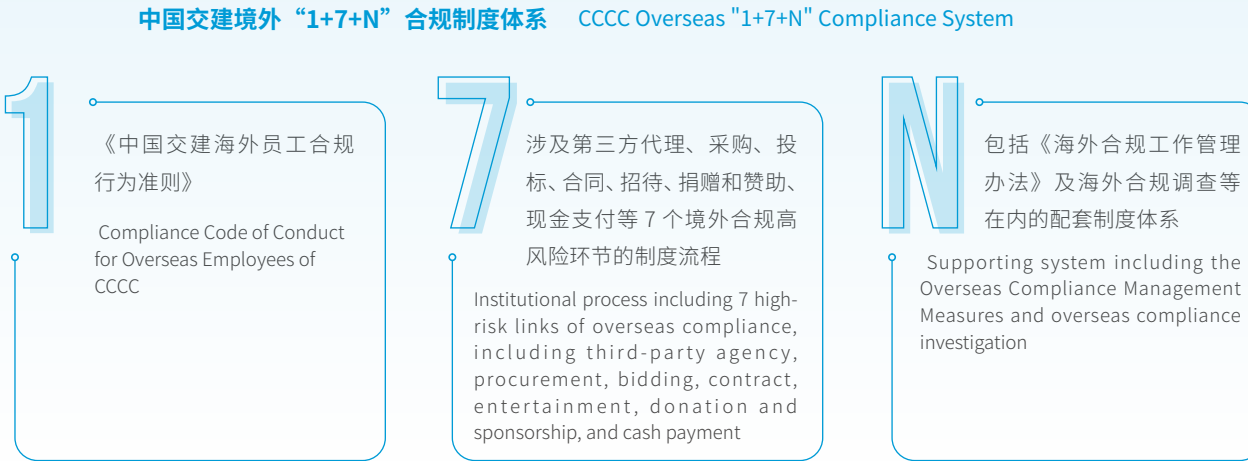 中国交建境外“1+7+N”合规制度体系 CCCC Overseas "1+7+N" Compliance System
1
《中国交建海外员工合规
行为准则》
Compliance Code of Conduct
for Overseas Employees of
CCCC
7
涉及第三方代理、采购、投
标、合同、招待、捐赠和赞助、
现金支付等 7 个境外合规高
风险环节的制度流程
Institutional process including 7 high-
risk links of overseas compliance,
including third-party agency,
procurement, bidding, contract,
entertainment, donation and
sponsorship, and cash payment
N
包括《海外合规工作管理
办法》及海外合规调查等
在内的配套制度体系
Supporting system including the
Overseas Compliance Management
Measures and overseas compliance
investigation